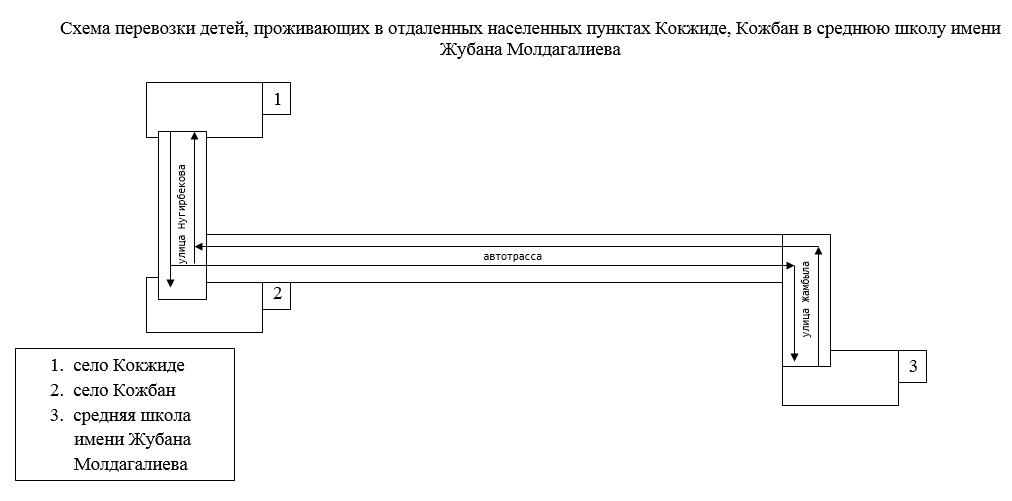 Схема перевозки детей, проживающих в отдаленных населенных пунктах Кокжиде, Кожбан в среднюю школу имени
Жубана Молдагалиева
1
улица Нугирбекова
автотрасса
улица Жамбыла
2
3
1. село Кокжиде
2. село Кожбан
3. средняя школа
имени Жубана
Молдагалиева